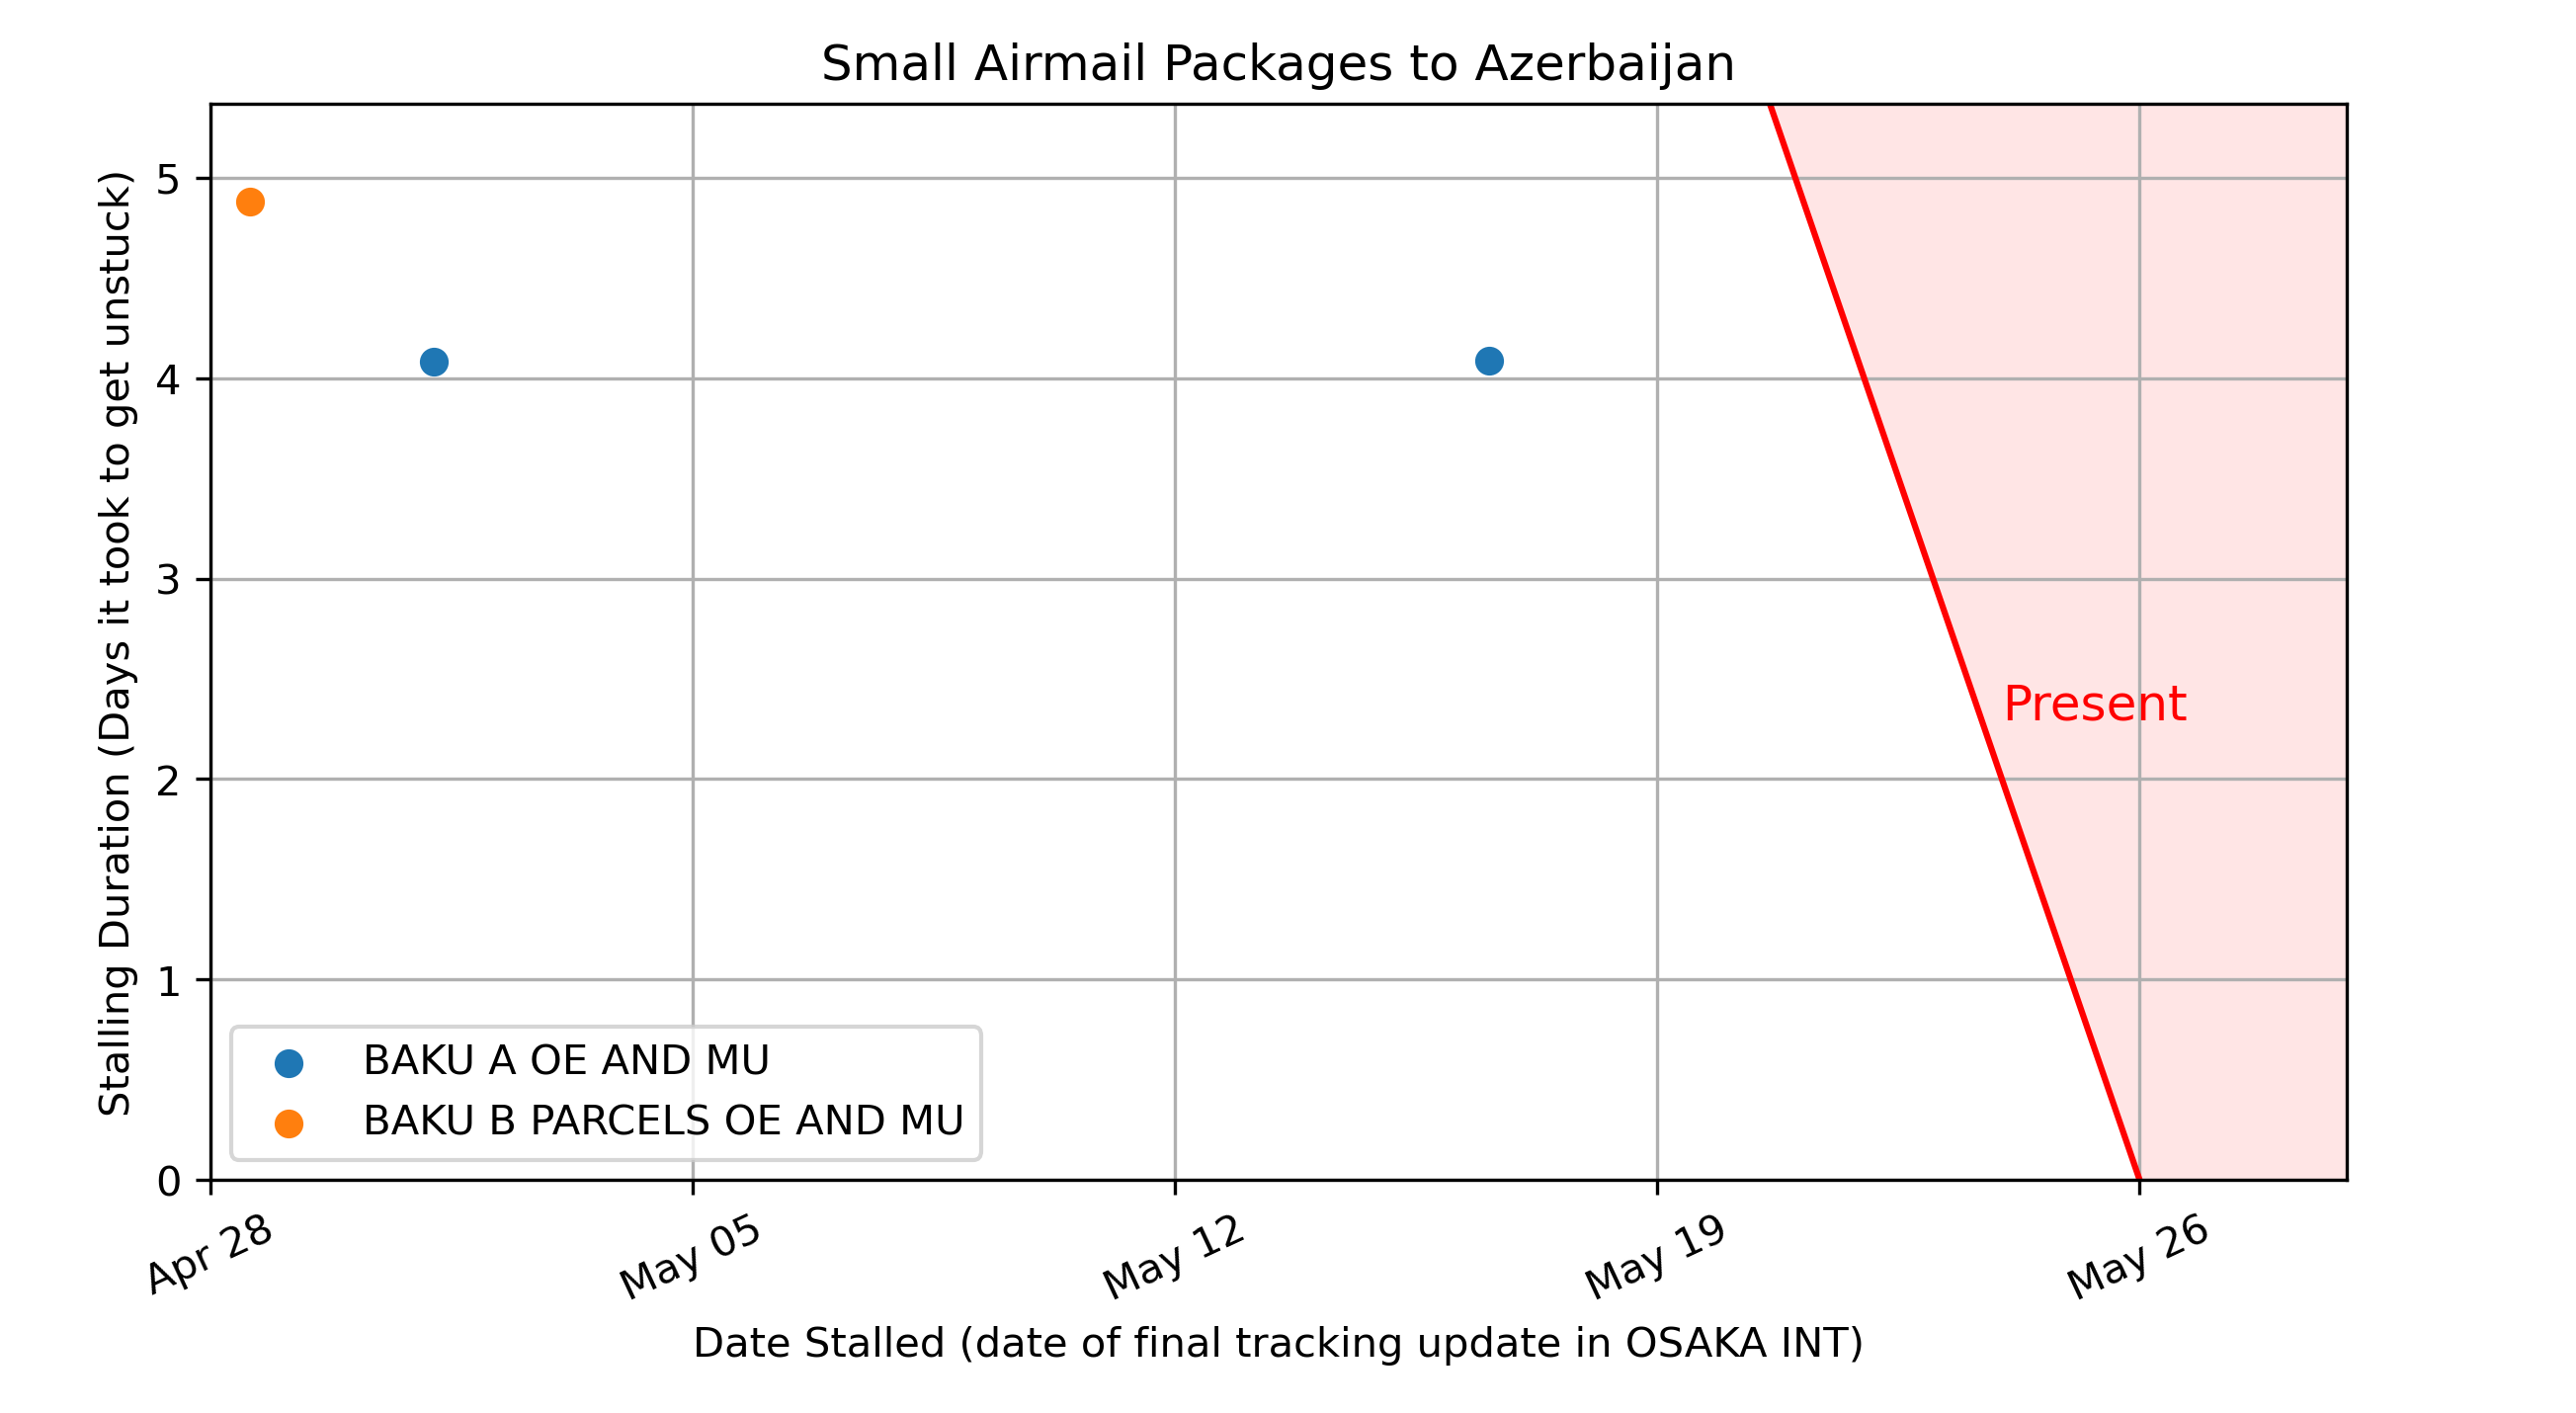 Small Airmail Packages to Azerbaijan
Stalling Duration (Days it took to get unstuck)
5
4
3
2
1
0
Present
BAKU A OE AND MU
BAKU B PARCELS OE AND MU
Apr 28
May 05
May 12
May 19
May 26
Date Stalled (date of final tracking update in OSAKA INT)